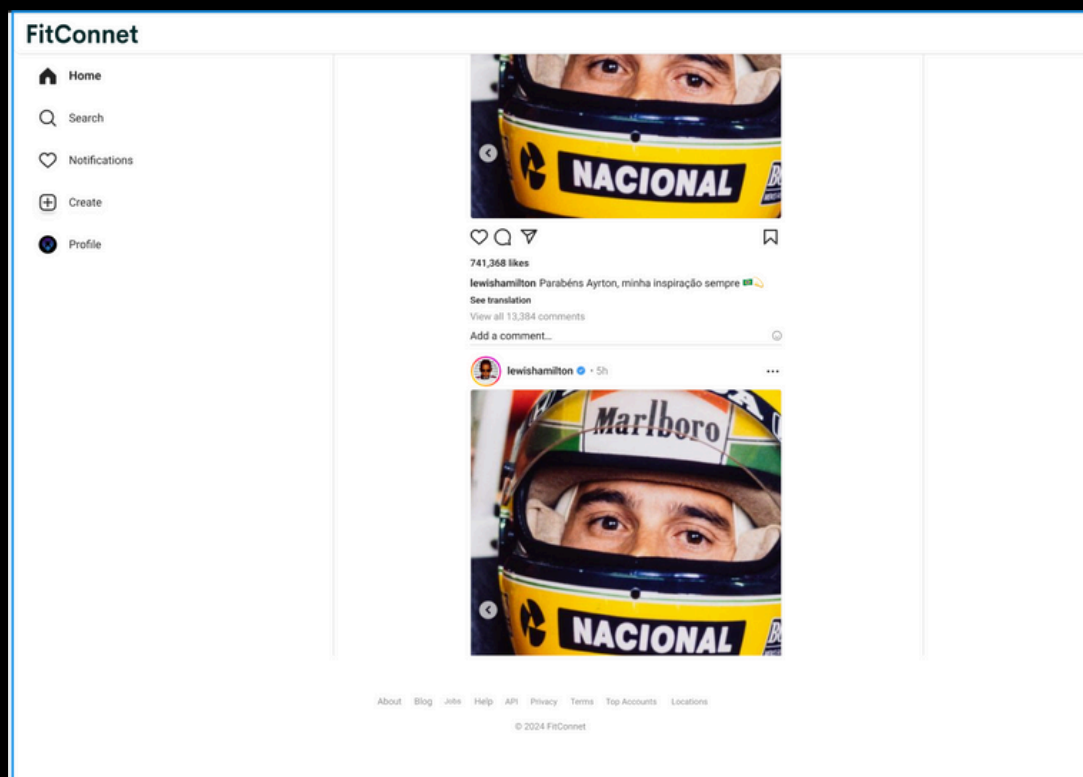 FitConnet
Home
Search
Notifications
Create
Profile
NACIONAL
741,368 likes
lewishamilton Parabéns Ayrton, minha inspiração sempre
See translation
View all 13,384 comments
Add a comment...
lewishamilton • 5h
Marlboro
NACIONAL
About Blog Jobs Help API Privacy Terms Top Accounts Locations
© 2024 FitConnet